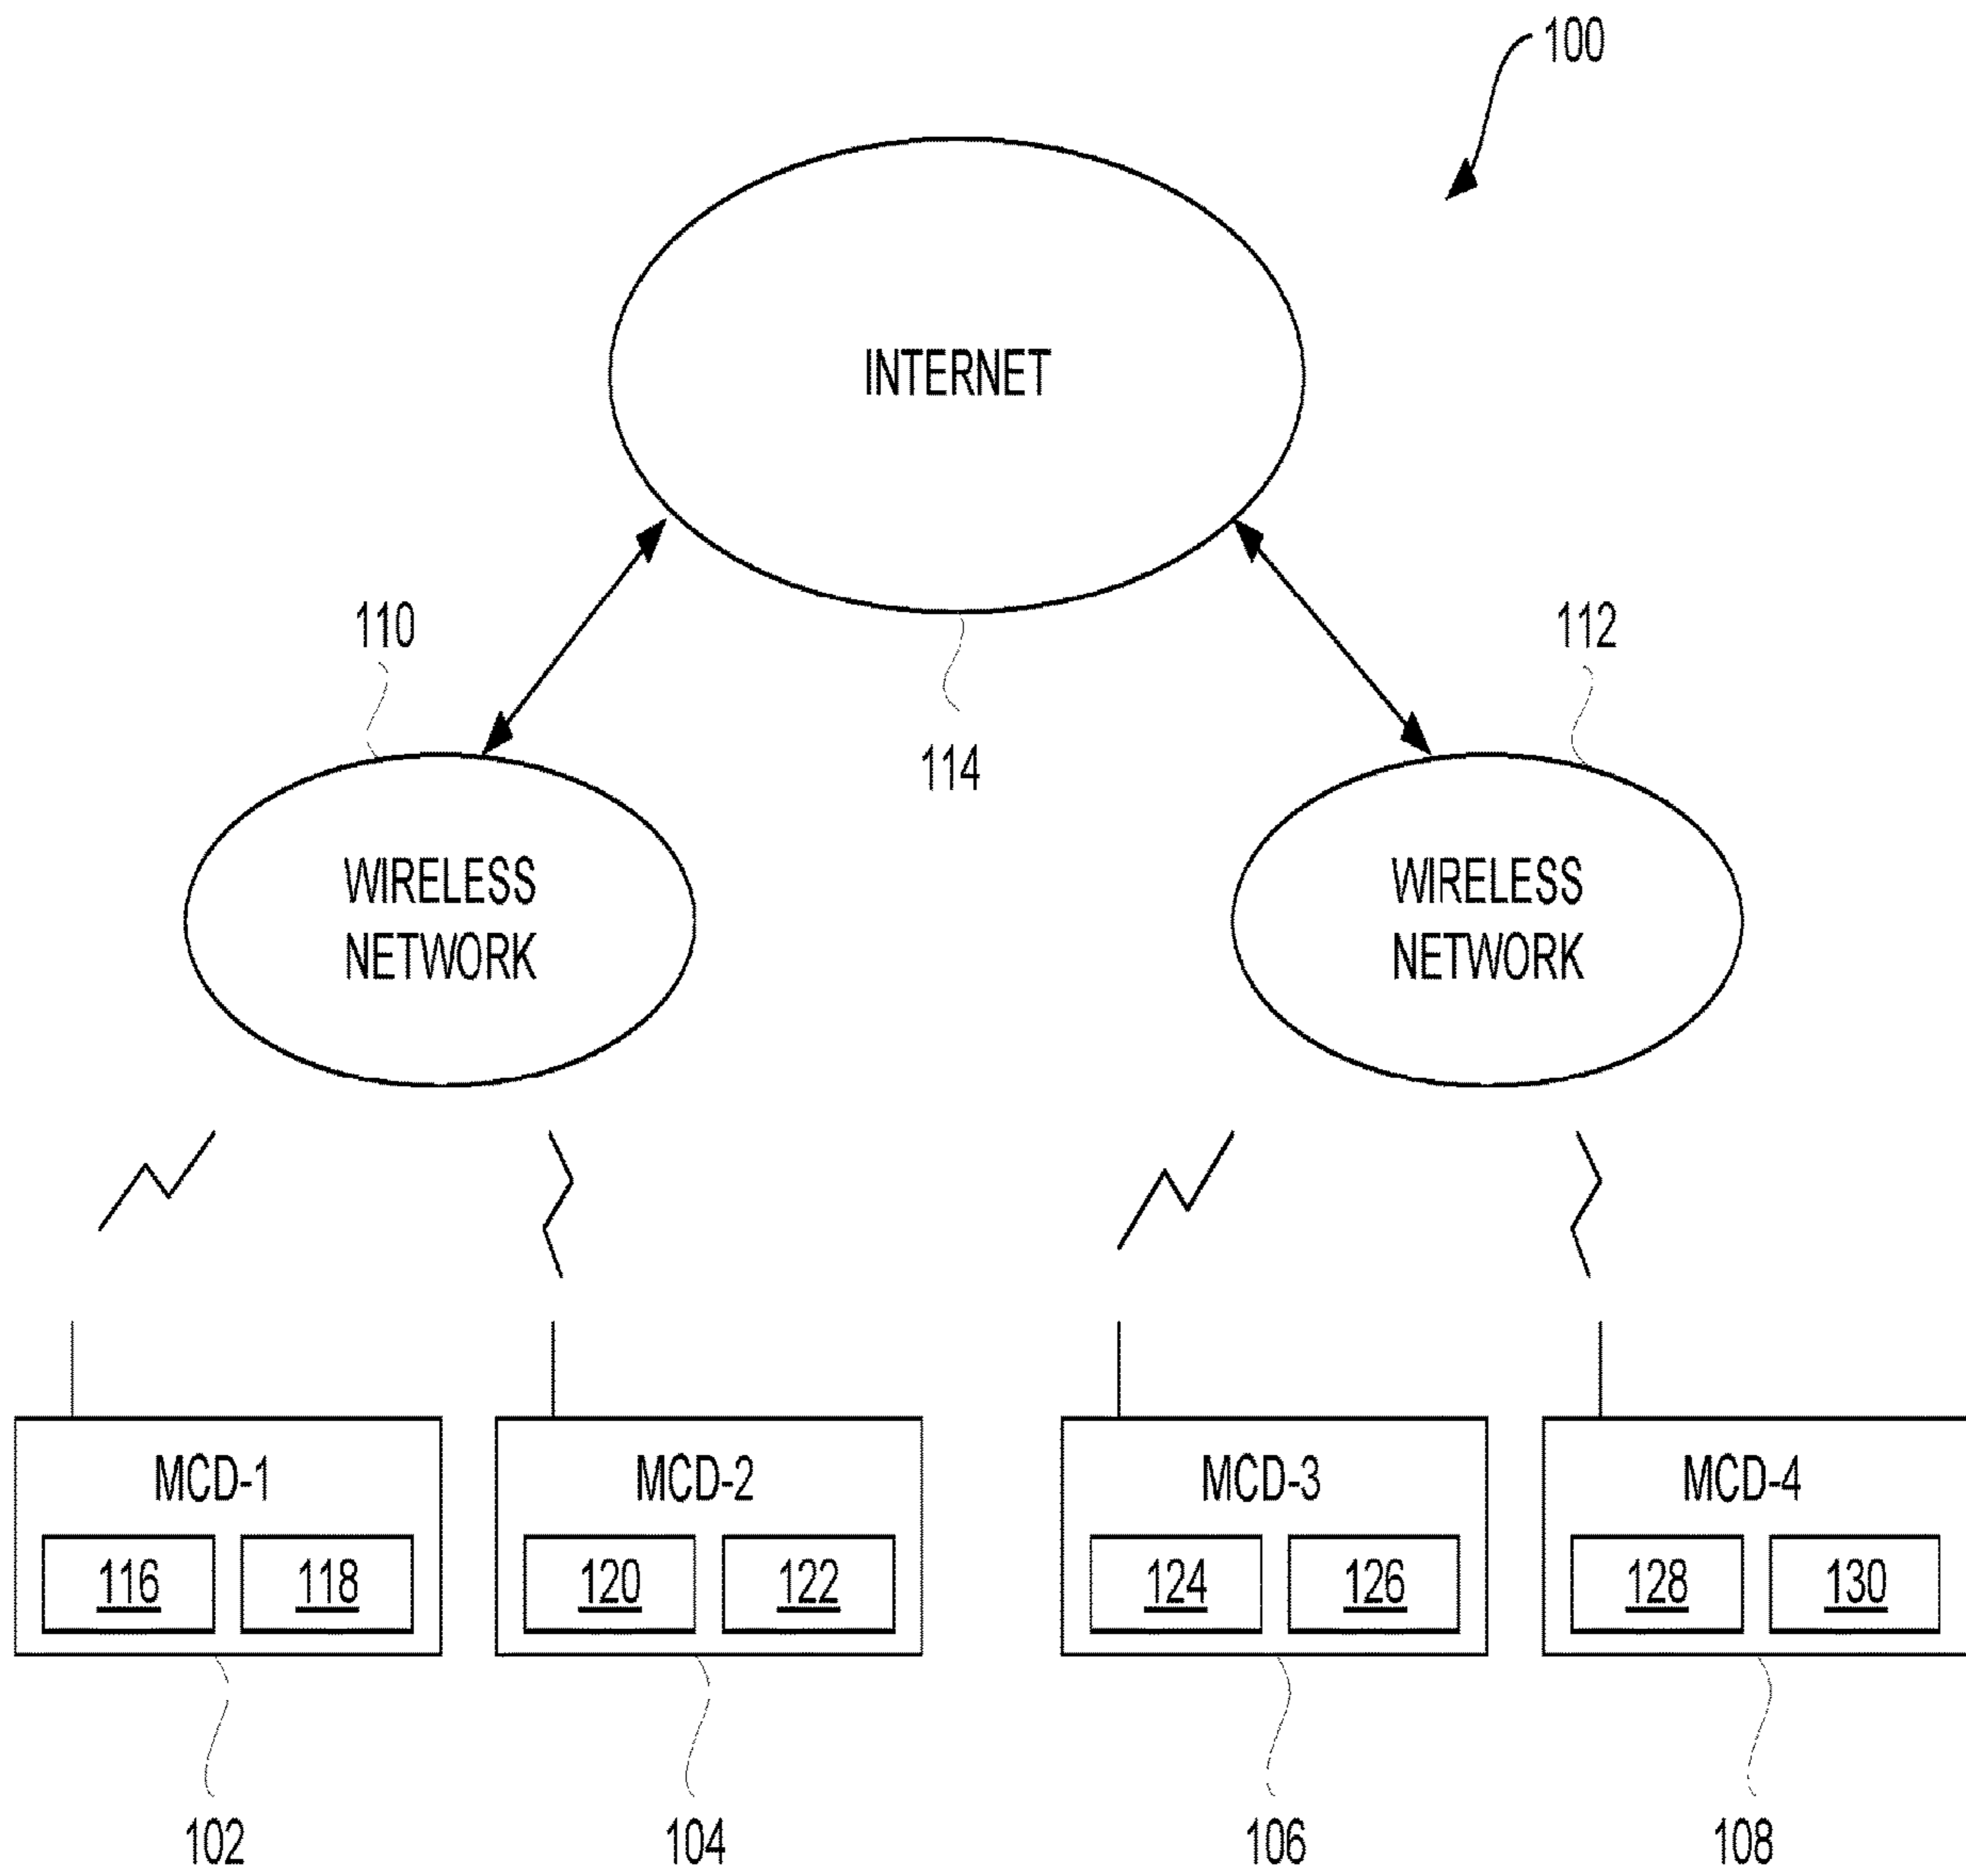 100
INTERNET
110
112
114
WIRELESS
NETWORK
WIRELESS
NETWORK
MCD-1
MCD-2
MCD-3
MCD-4
116
118
120
122
124
126
128
130
102
104
106
108